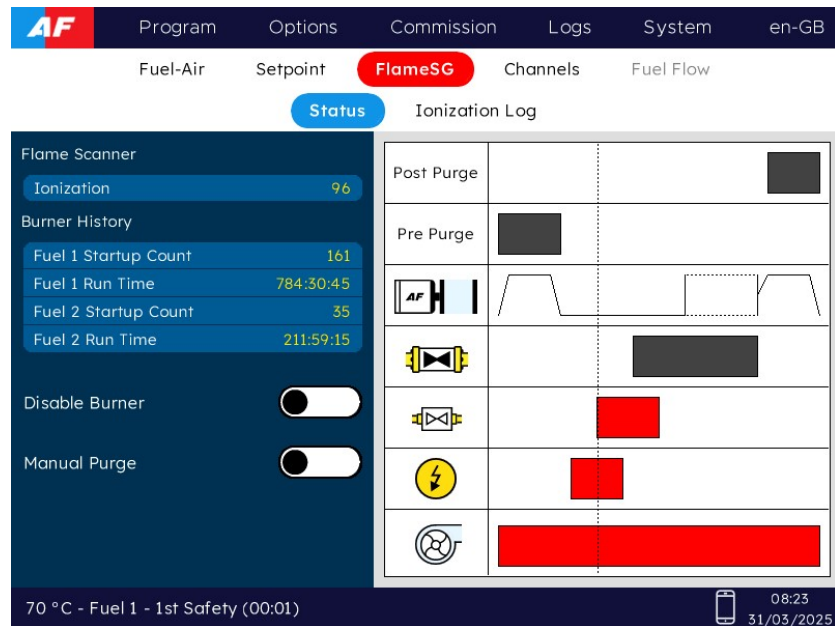 AF Program Options Commission Logs System en-GB
Fuel-Air Setpoint FlameSG Channels Fuel Flow
Status Ionization Log
Flame Scanner
Ionization 96
Burner History
Fuel 1 Startup Count 161
Fuel 1 Run Time 784:30:45
Fuel 2 Startup Count 35
Fuel 2 Run Time 211:59:15
Disable Burner
Manual Purge
Post Purge
Pre Purge
AF
70 °C - Fuel 1 - 1st Safety (00:01)
08:23
31/03/2025